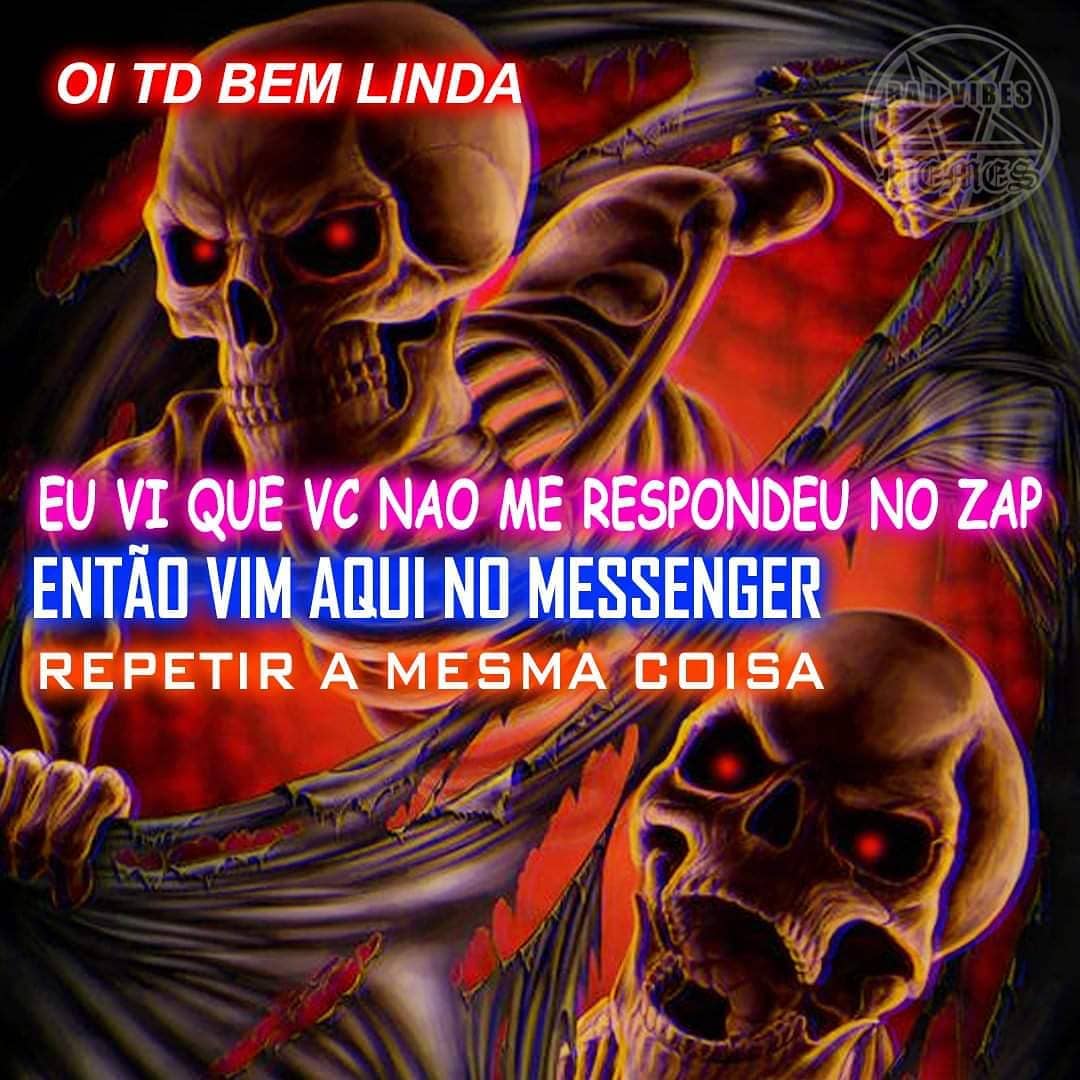 OI TD BEM LINDA
BAD VIBES
MEMES
EU VI QUE VC NAO ME RESPONDEU NO ZAP
ENTÃO VIM AQUI NO MESSENGER
REPETIR A MESMA COISA